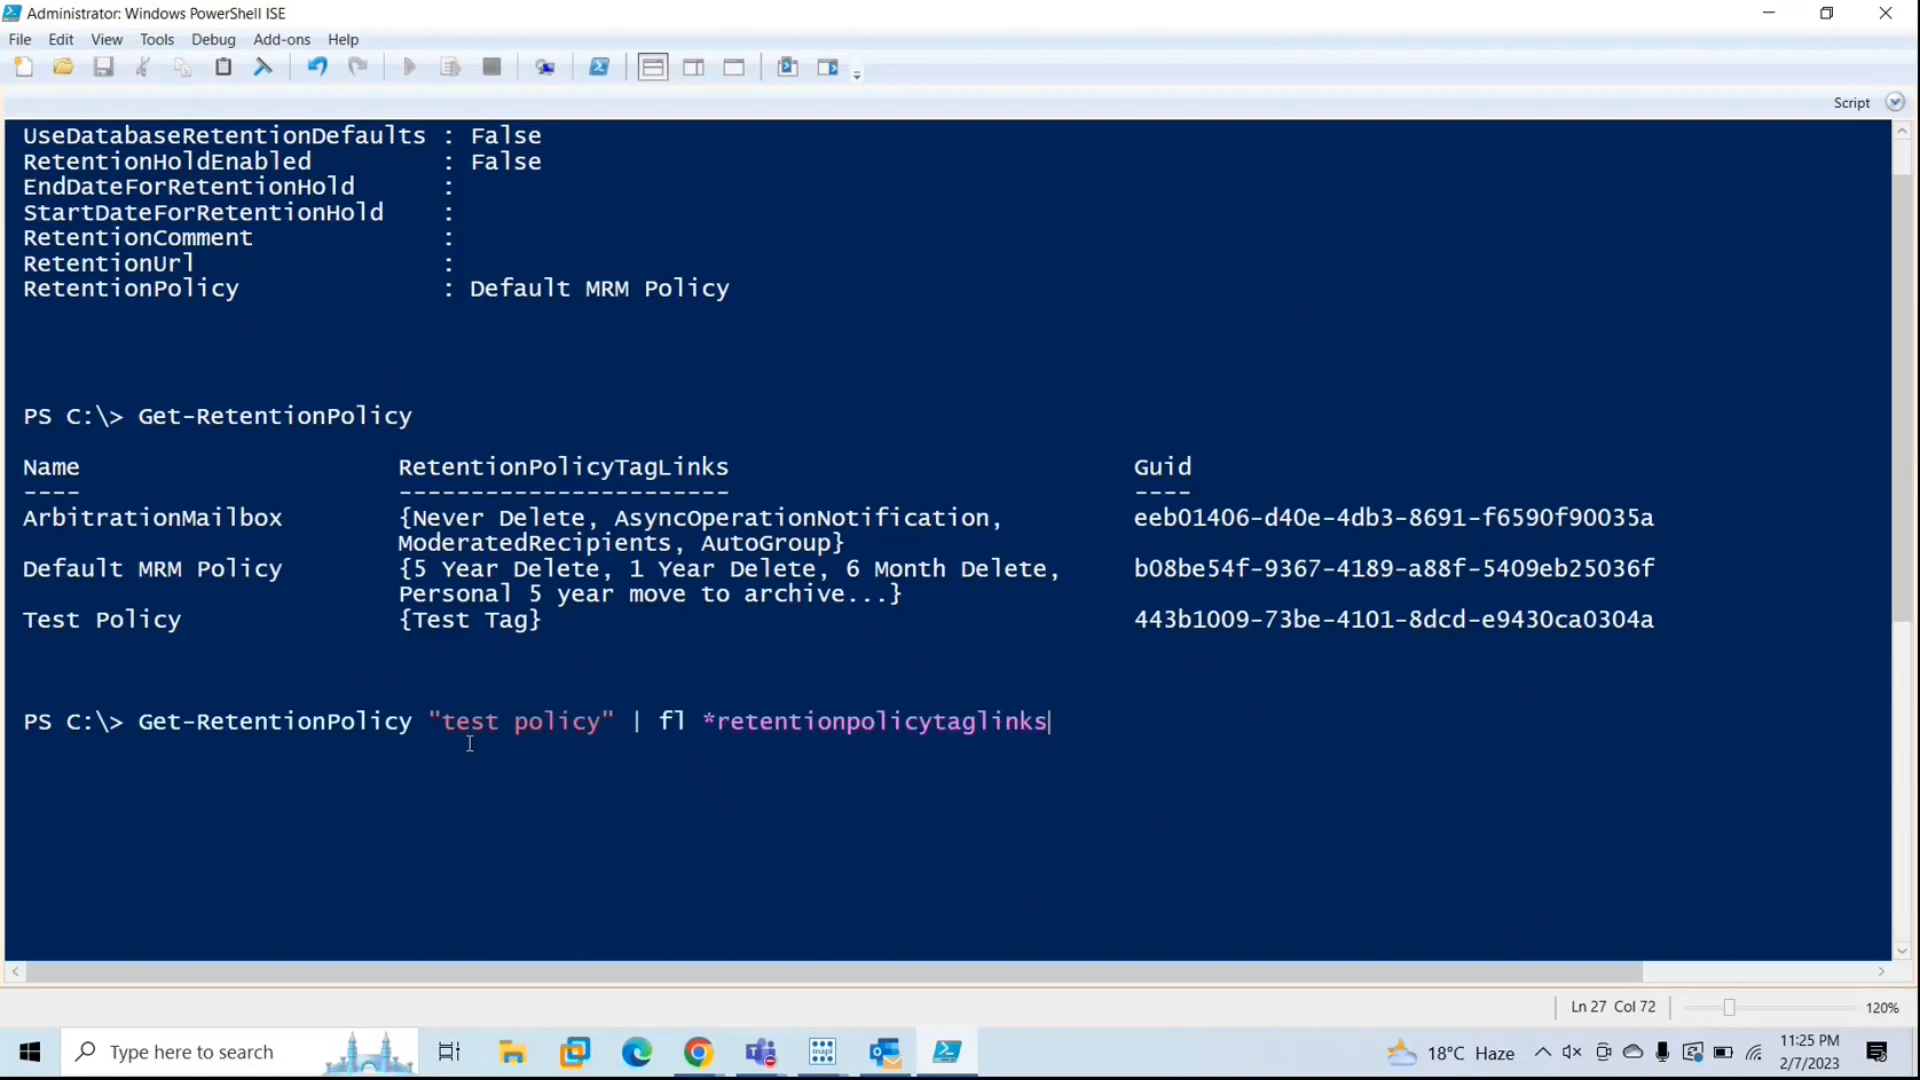 Administrator: Windows PowerShell ISE
File Edit View Tools Debug Add-ons Help
Script
UseDatabaseRetentionDefaults : False
RetentionHoldEnabled : False
EndDateForRetentionHold :
StartDateForRetentionHold :
RetentionComment :
RetentionUrl :
RetentionPolicy : Default MRM Policy
PS C:\> Get-RetentionPolicy
Name RetentionPolicyTagLinks Guid
---- ----------------------- ----
ArbitrationMailbox {Never Delete, AsyncOperationNotification, eeb01406-d40e-4db3-8691-f6590f90035a
ModeratedRecipients, AutoGroup}
Default MRM Policy {5 Year Delete, 1 Year Delete, 6 Month Delete, b08be54f-9367-4189-a88f-5409eb25036f
Personal 5 year move to archive...}
Test Policy {Test Tag} 443b1009-73be-4101-8dcd-e9430ca0304a
PS C:\> Get-RetentionPolicy "test policy" | fl *retentionpolicytaglinks
Ln 27 Col 72 120%
Type here to search
mapi
18°C Haze
11:25 PM
2/7/2023